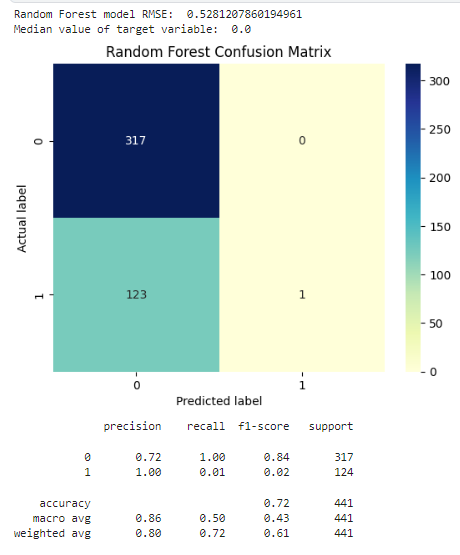 Random Forest model RMSE:  0.5281207860194961
Median value of target variable:  0.0
Random Forest Confusion Matrix
317 0
123 1
0
1
Actual label
0 1
Predicted label
300
250
200
150
100
50
0
precision recall f1-score support
0 0.72 1.00 0.84 317
1 1.00 0.01 0.02 124
accuracy 0.72 441
macro avg 0.86 0.50 0.43 441
weighted avg 0.80 0.72 0.61 441